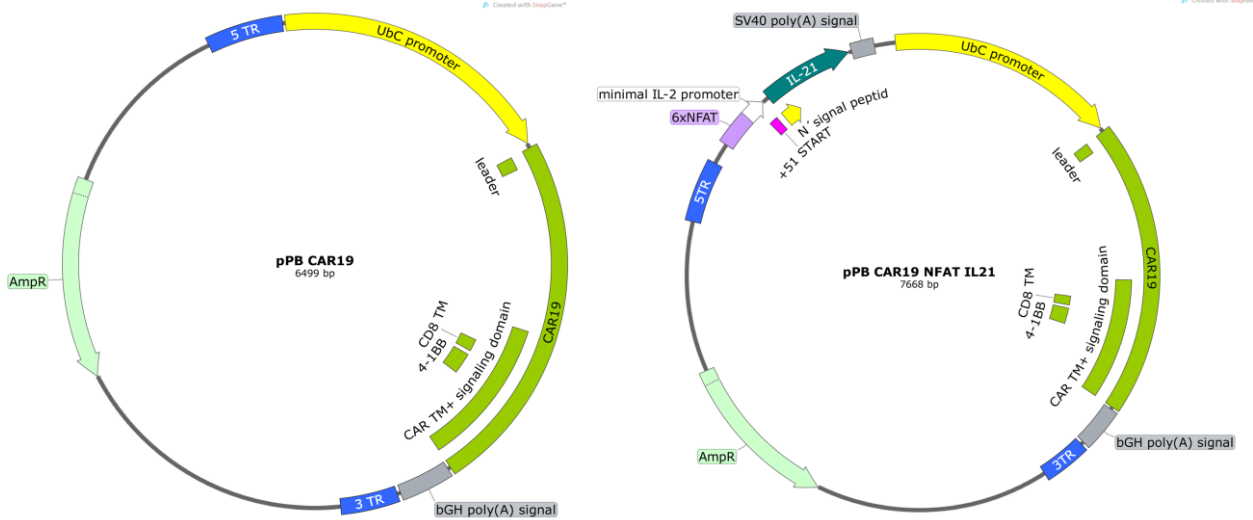 Created with SnapGene®
5 TR
UbC promoter
leader
AmpR
pPB CAR19
6499 bp
CD8 TM
4-1BB
CAR TM+ signaling domain
CAR19
3 TR
bGH poly(A) signal
Created with Snap
SV40 poly(A) signal
IL-21
UbC promoter
minimal IL-2 promoter
6xNFAT
N´signal peptid
+51 START
5TR
leader
pPB CAR19 NFAT IL21
7668 bp
CD8 TM
4-1BB
CAR TM+ signaling domain
CAR19
AmpR
3TR
bGH poly(A) signal